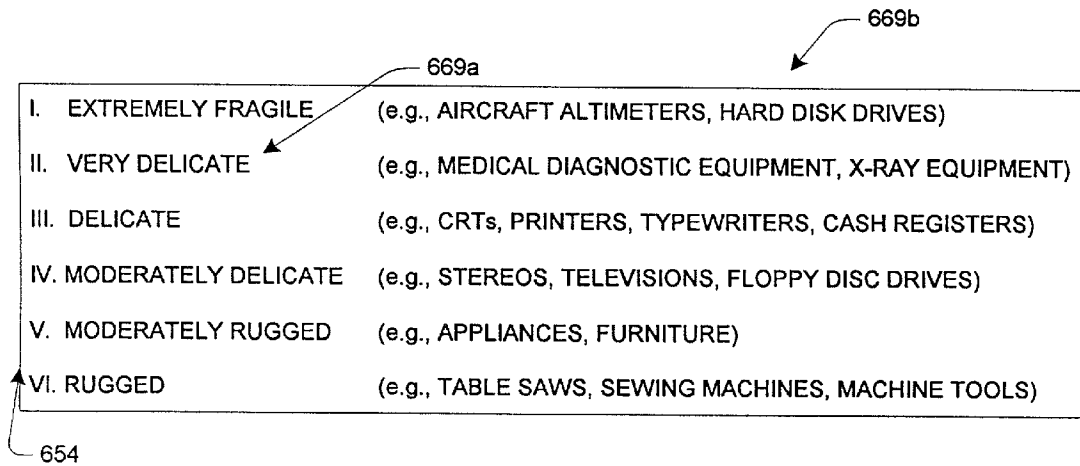 669b
669a
I. EXTREMELY FRAGILE (e.g., AIRCRAFT ALTIMETERS, HARD DISK DRIVES)
II. VERY DELICATE (e.g., MEDICAL DIAGNOSTIC EQUIPMENT, X-RAY EQUIPMENT)
III. DELICATE (e.g., CRTs, PRINTERS, TYPEWRITERS, CASH REGISTERS)
IV. MODERATELY DELICATE (e.g., STEREOS, TELEVISIONS, FLOPPY DISC DRIVES)
V. MODERATELY RUGGED (e.g., APPLIANCES, FURNITURE)
VI. RUGGED (e.g., TABLE SAWS, SEWING MACHINES, MACHINE TOOLS)
654